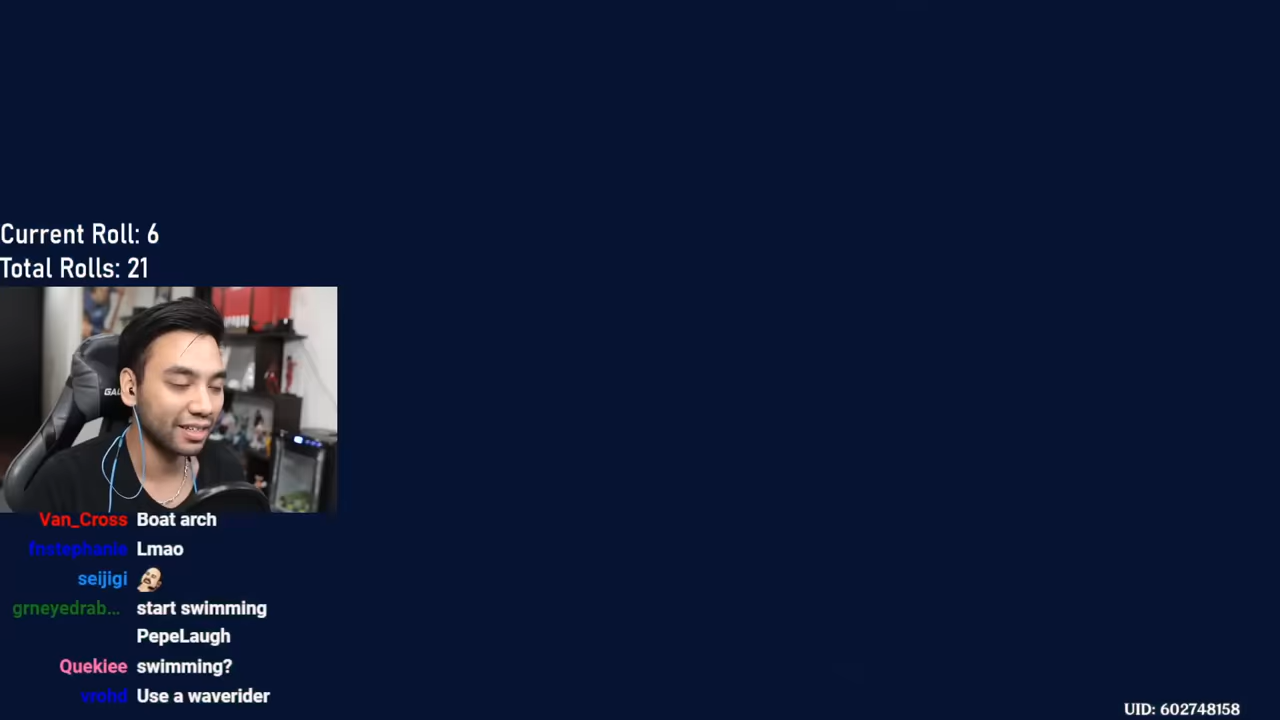 Current Roll: 6
Total Rolls: 21
GAM
Van_Cross Boat arch
fnstephanie Lmao
seijigi
grneyedrab... start swimming
PepeLaugh
Quekiee swimming?
vrohd Use a waverider
UID: 602748158